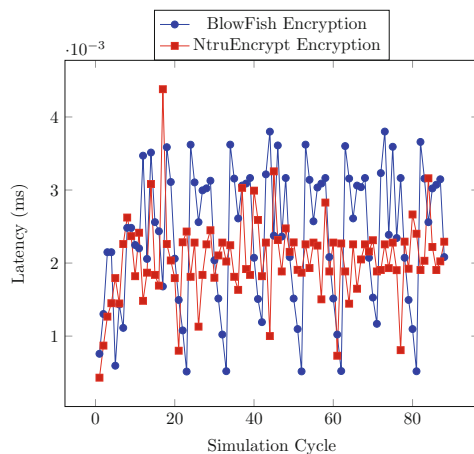 BlowFish Encryption
NtruEncrypt Encryption
·10⁻³
4
3
2
1
Latency (ms)
0 20 40 60 80
Simulation Cycle